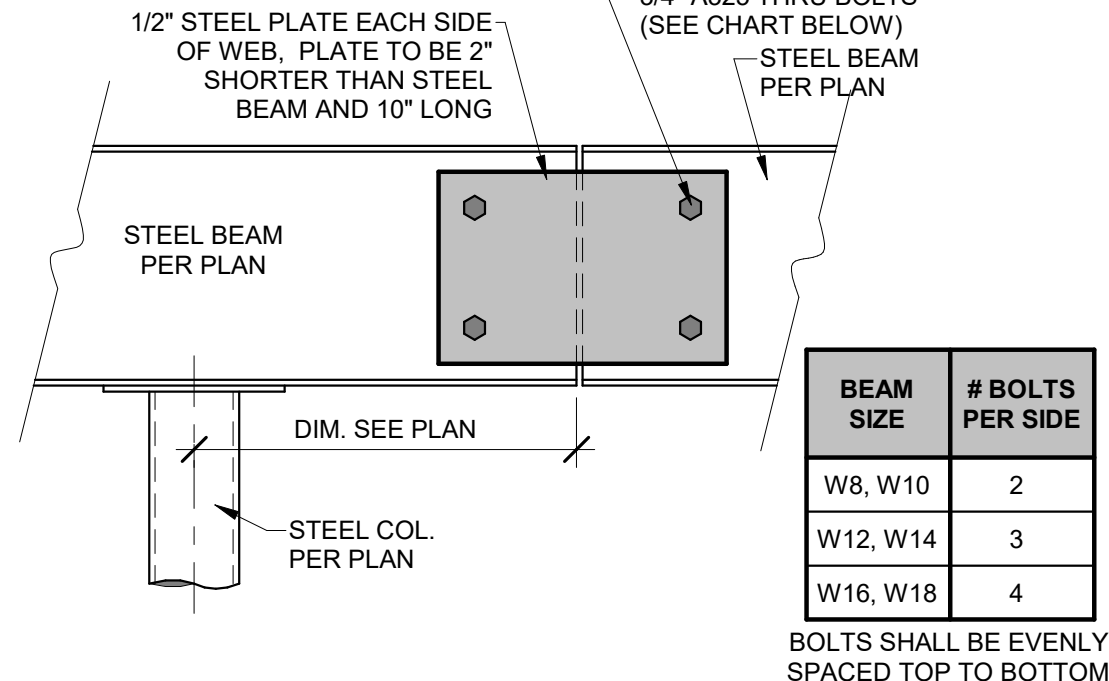 1/2" STEEL PLATE EACH SIDE
OF WEB, PLATE TO BE 2"
SHORTER THAN STEEL
BEAM AND 10" LONG
THRU BOLTS
(SEE CHART BELOW)
STEEL BEAM
PER PLAN
STEEL BEAM
PER PLAN
DIM. SEE PLAN
STEEL COL.
PER PLAN
BEAM SIZE
# BOLTS PER SIDE
W8, W10 2
W12, W14 3
W16, W18 4
BOLTS SHALL BE EVENLY
SPACED TOP TO BOTTOM